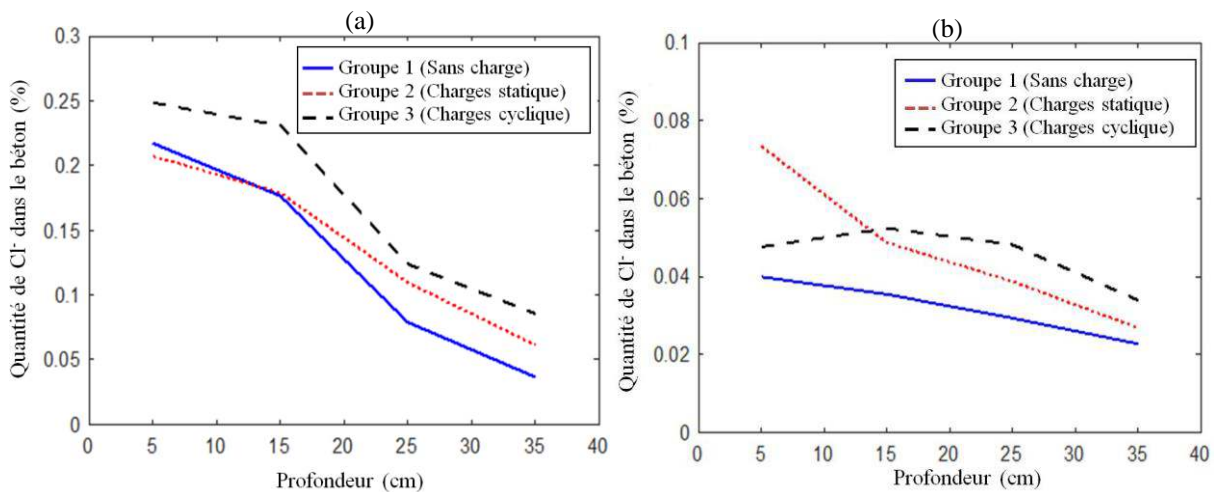 (a)
0.3
0.25
0.2
0.15
0.1
0.05
0
Quantité de Cl- dans le béton (%)
Groupe 1 (Sans charge)
Groupe 2 (Charges statique)
Groupe 3 (Charges cyclique)
0 5 10 15 20 25 30 35 40
Profondeur (cm)
(b)
0.1
0.08
0.06
0.04
0.02
0
Quantité de Cl- dans le béton (%)
Groupe 1 (Sans charge)
Groupe 2 (Charges statique)
Groupe 3 (Charges cyclique)
0 5 10 15 20 25 30 35 40
Profondeur (cm)